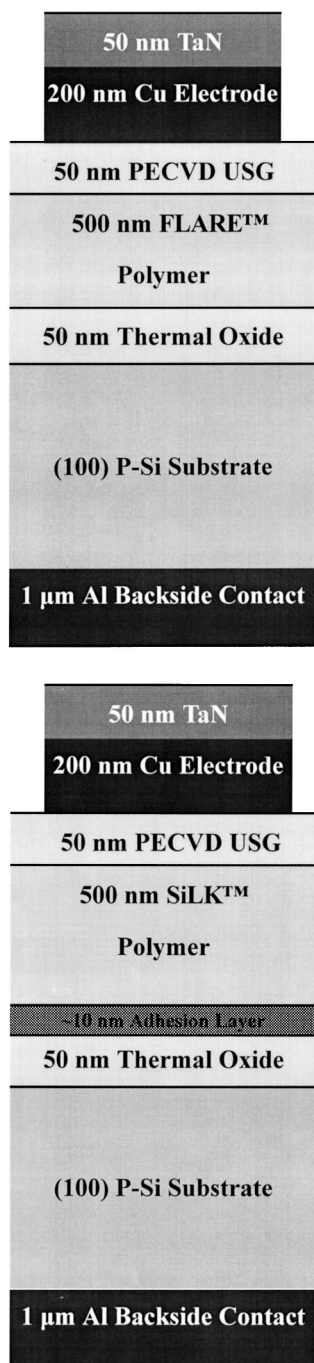 50 nm TaN
200 nm Cu Electrode
50 nm PECVD USG
500 nm FLARE™
Polymer
50 nm Thermal Oxide
(100) P-Si Substrate
1 µm Al Backside Contact
50 nm TaN
200 nm Cu Electrode
50 nm PECVD USG
500 nm SiLK™
Polymer
~10 nm Adhesion Layer
50 nm Thermal Oxide
(100) P-Si Substrate
1 µm Al Backside Contact